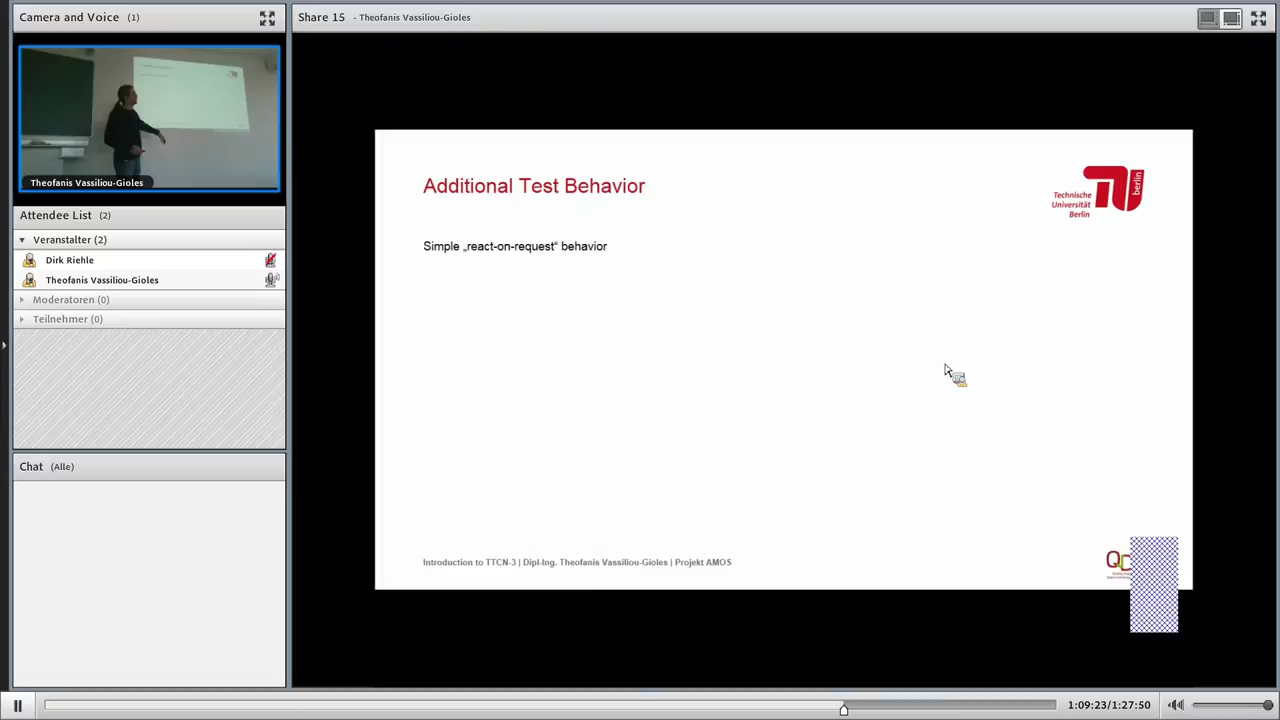 Camera and Voice (1)
Share 15 - Theofanis Vassiliou-Gioles
Theofanis Vassiliou-Gioles
Attendee List (2)
Veranstalter (2)
Dirk Riehle
Theofanis Vassiliou-Gioles
Moderatoren (0)
Teilnehmer (0)
Chat (Alle)
Additional Test Behavior
Technische
Universität
Berlin
berlin
Simple „react-on-request“ behavior
Introduction to TTCN-3 | Dipl-Ing. Theofanis Vassiliou-Gioles | Projekt AMOS
1:09:23/1:27:50